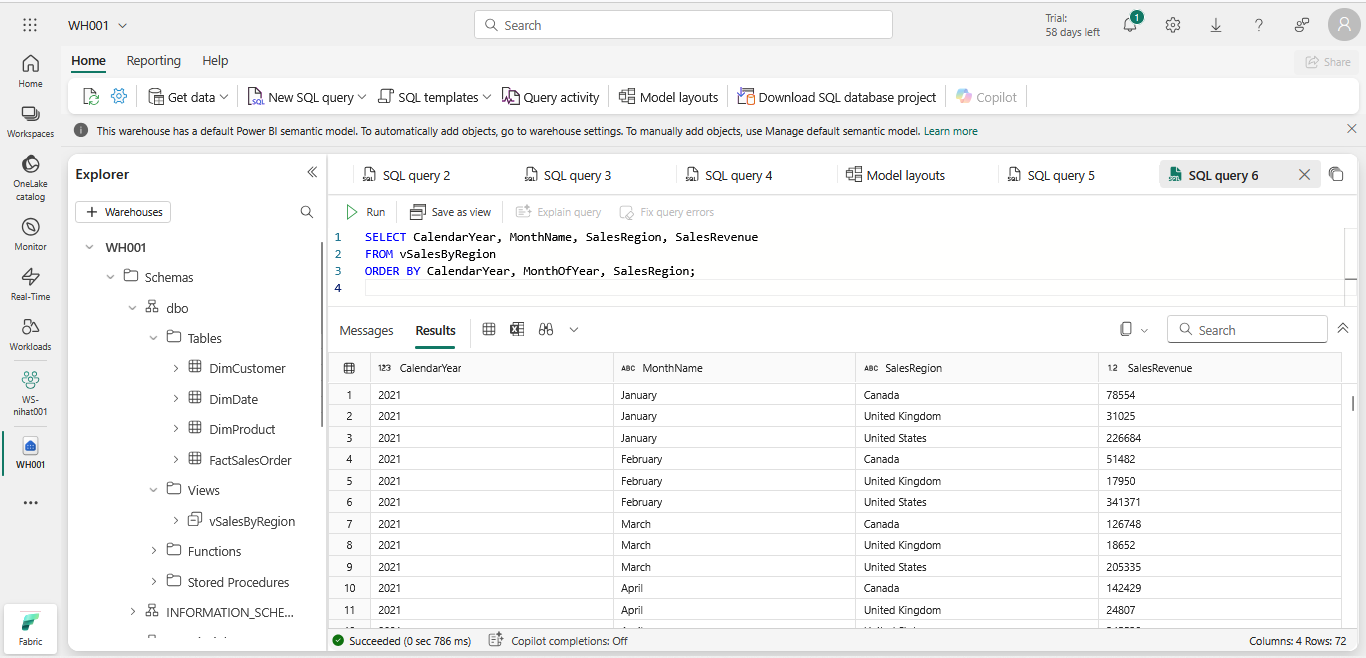 WH001
Search
Trial:
58 days left
1
Home
Reporting
Help
Share
Get data
New SQL query
SQL templates
Query activity
Model layouts
Download SQL database project
Copilot
This warehouse has a default Power BI semantic model. To automatically add objects, go to warehouse settings. To manually add objects, use Manage default semantic model. Learn more
Home
Workspaces
OneLake
catalog
Monitor
Real-Time
Workloads
WS-
nihat001
WH001
Fabric
Explorer
+ Warehouses
WH001
Schemas
dbo
Tables
DimCustomer
DimDate
DimProduct
FactSalesOrder
Views
vSalesByRegion
Functions
Stored Procedures
INFORMATION_SCHE...
SQL query 2
SQL query 3
SQL query 4
Model layouts
SQL query 5
SQL query 6
Run
Save as view
Explain query
Fix query errors
1 SELECT CalendarYear, MonthName, SalesRegion, SalesRevenue
2 FROM vSalesByRegion
3 ORDER BY CalendarYear, MonthOfYear, SalesRegion;
4
Messages
Results
Search
123 CalendarYear ABC MonthName ABC SalesRegion 1.2 SalesRevenue
1 2021 January Canada 78554
2 2021 January United Kingdom 31025
3 2021 January United States 226684
4 2021 February Canada 51482
5 2021 February United Kingdom 17950
6 2021 February United States 341371
7 2021 March Canada 126748
8 2021 March United Kingdom 18652
9 2021 March United States 205335
10 2021 April Canada 142429
11 2021 April United Kingdom 24807
Succeeded (0 sec 786 ms)
Copilot completions: Off
Columns: 4 Rows: 72